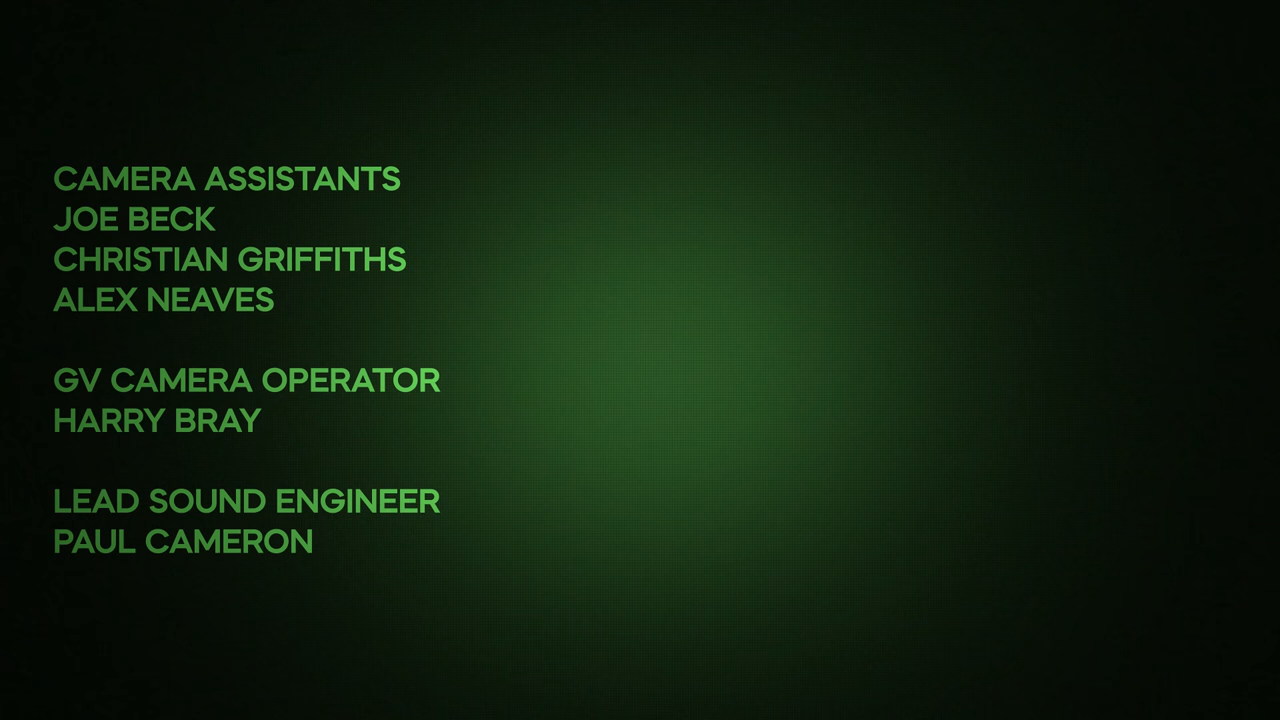 CAMERA ASSISTANTS
JOE BECK
CHRISTIAN GRIFFITHS
ALEX NEAVES
GV CAMERA OPERATOR
HARRY BRAY
LEAD SOUND ENGINEER
PAUL CAMERON